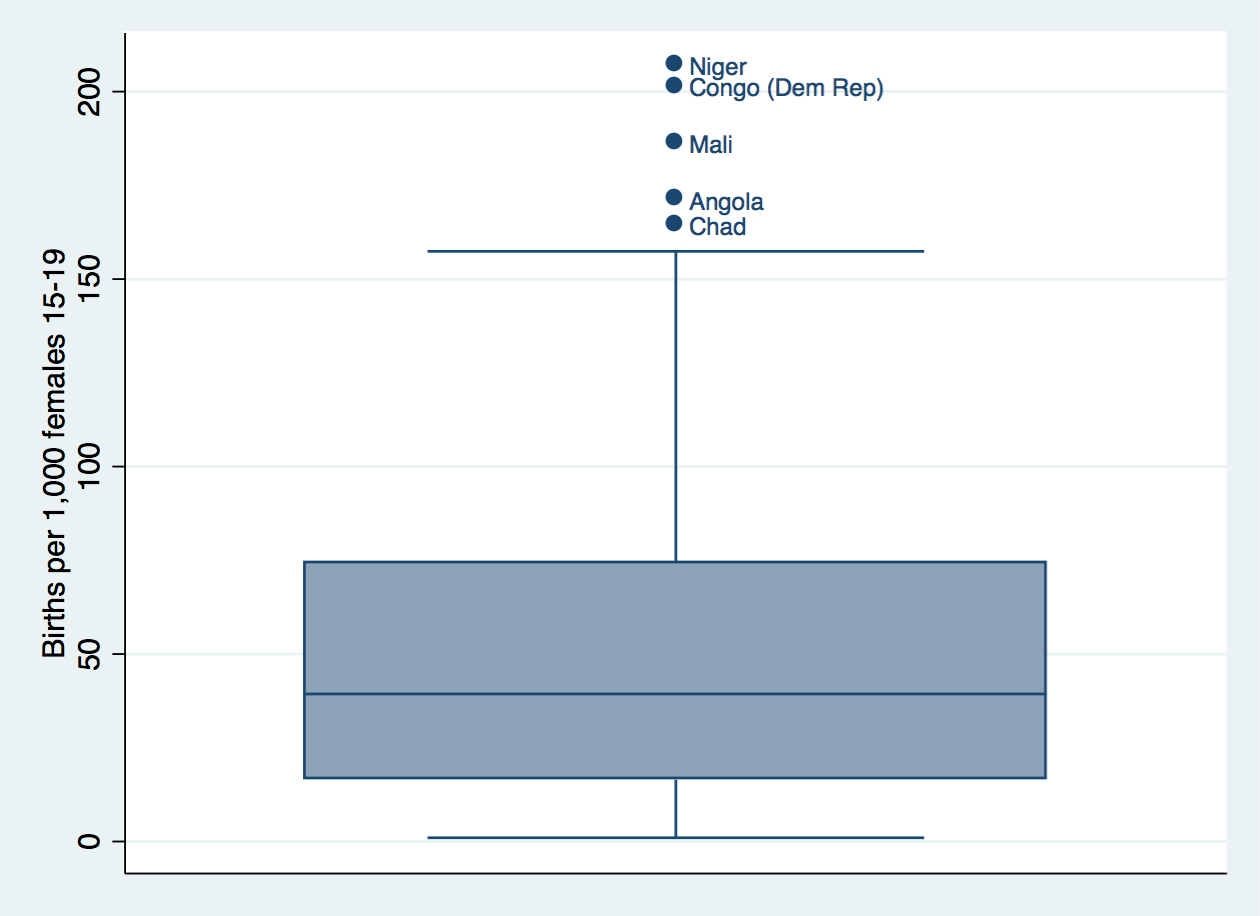 Births per 1,000 females 15-19
200
150
100
50
0
Niger
Congo (Dem Rep)
Mali
Angola
Chad